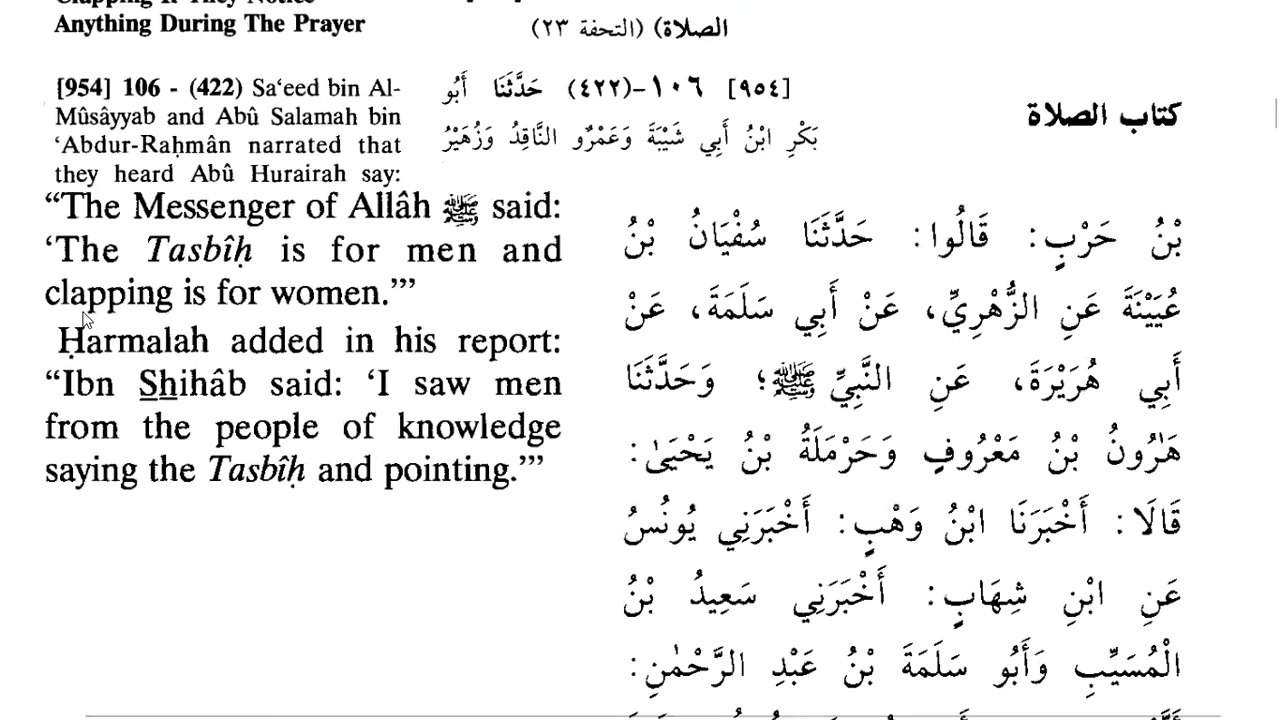 Anything During The Prayer
[954] 106 - (422) Sa‘eed bin Al-
Mûsâyyab and Abû Salamah bin
‘Abdur-Raḥmân narrated that
they heard Abû Hurairah say:
“The Messenger of Allâh ﷺ said:
‘The Tasbîḥ is for men and
clapping is for women.’”
Ḥarmalah added in his report:
“Ibn Shihâb said: ‘I saw men
from the people of knowledge
saying the Tasbîḥ and pointing.’”
الصلاة) (التحفة ٢٣)
[٩٥٤] ١٠٦-(٤٢٢) حَدَّثَنَا أَبُو
بَكْرِ ابْنُ أَبِي شَيْبَةَ وَعَمْرٌو النَّاقِدُ وَزُهَيْرُ
كتاب الصلاة
بْنُ حَرْبٍ: قَالُوا: حَدَّثَنَا سُفْيَانُ بْنُ
عُيَيْنَةَ عَنِ الزُّهْرِيِّ، عَنْ أَبِي سَلَمَةَ، عَنْ
أَبِي هُرَيْرَةَ، عَنِ النَّبِيِّ ﷺ؛ وَحَدَّثَنَا
هَٰرُونُ بْنُ مَعْرُوفٍ وَحَرْمَلَةُ بْنُ يَحْيَىٰ:
قَالَا: أَخْبَرَنَا ابْنُ وَهْبٍ: أَخْبَرَنِي يُونُسُ
عَنِ ابْنِ شِهَابٍ: أَخْبَرَنِي سَعِيدُ بْنُ
الْمُسَيِّبِ وَأَبُو سَلَمَةَ بْنُ عَبْدِ الرَّحْمٰنِ: